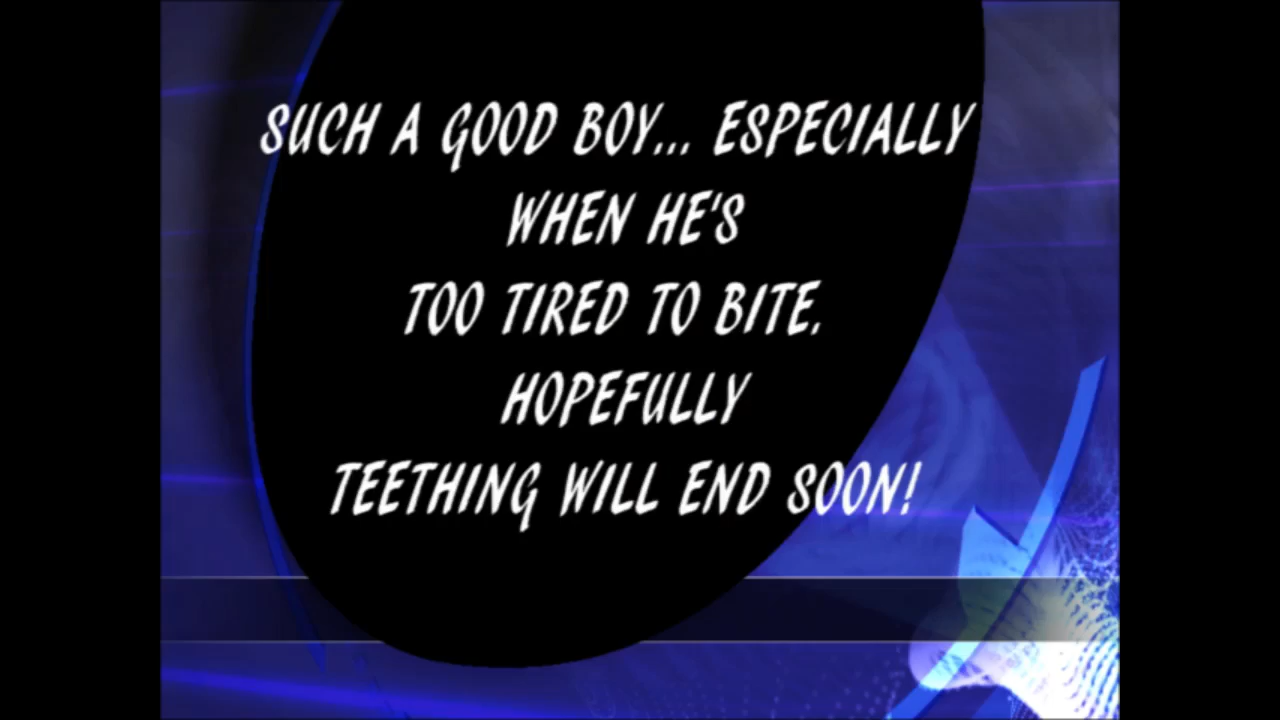 SUCH A GOOD BOY... ESPECIALLY
WHEN HE'S
TOO TIRED TO BITE.
HOPEFULLY
TEETHING WILL END SOON!